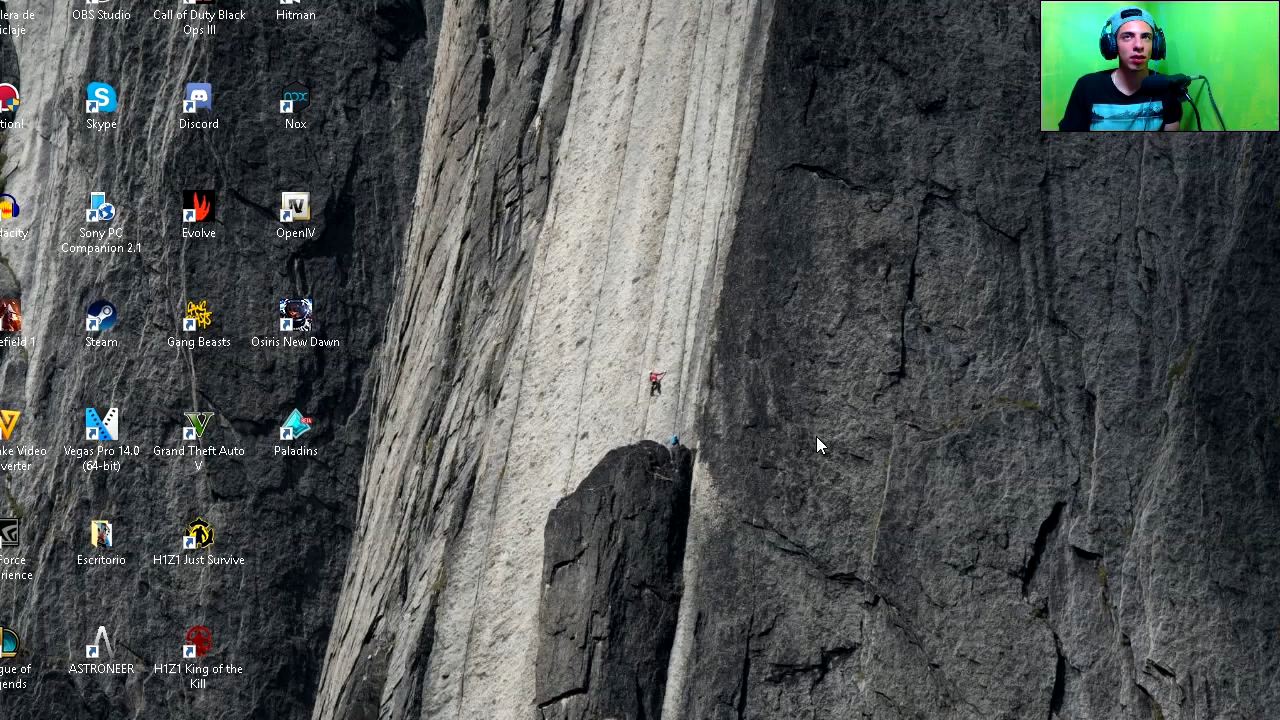 lera de
iclaje
OBS Studio
Call of Duty Black
Ops III
Hitman
tion!
Skype
Discord
Nox
dacity
Sony PC
Companion 2.1
Evolve
OpenIV
efield 1
Steam
Gang Beasts
Osiris New Dawn
ake Video
verter
Vegas Pro 14.0
(64-bit)
Grand Theft Auto
V
Paladins
Force
rience
Escritorio
H1Z1 Just Survive
gue of
gends
ASTRONEER
H1Z1 King of the
Kill